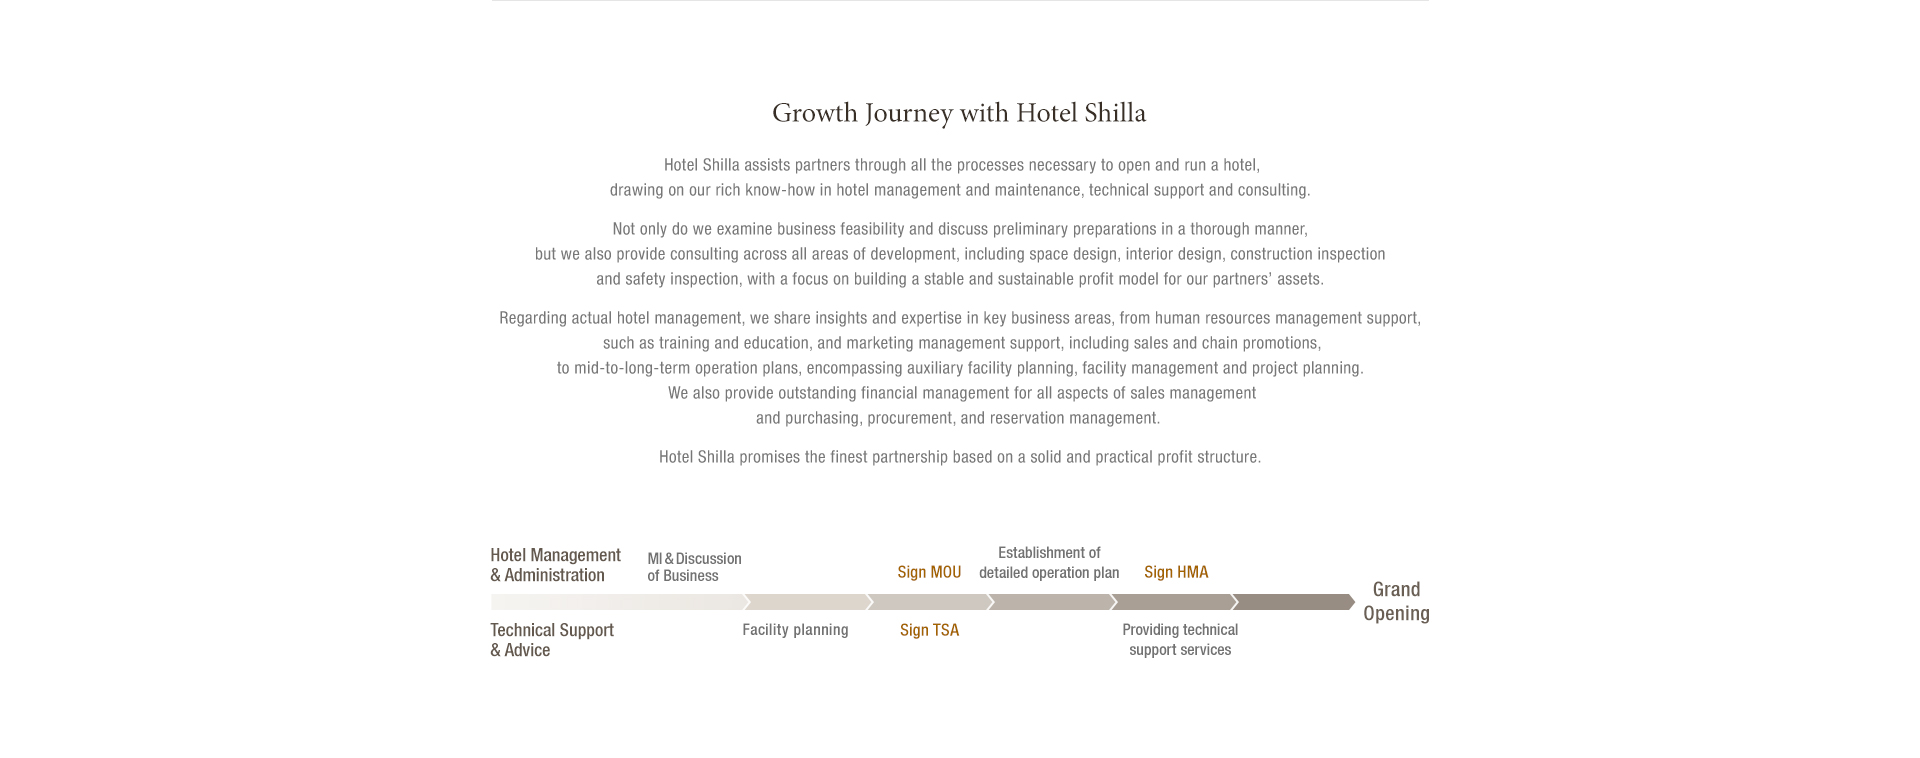 Growth Journey with Hotel Shilla
Hotel Shilla assists partners through all the processes necessary to open and run a hotel,
drawing on our rich know-how in hotel management and maintenance, technical support and consulting.
Not only do we examine business feasibility and discuss preliminary preparations in a thorough manner,
but we also provide consulting across all areas of development, including space design, interior design, construction inspection
and safety inspection, with a focus on building a stable and sustainable profit model for our partners’ assets.
Regarding actual hotel management, we share insights and expertise in key business areas, from human resources management support,
such as training and education, and marketing management support, including sales and chain promotions,
to mid-to-long-term operation plans, encompassing auxiliary facility planning, facility management and project planning.
We also provide outstanding financial management for all aspects of sales management
and purchasing, procurement, and reservation management.
Hotel Shilla promises the finest partnership based on a solid and practical profit structure.
Hotel Management
& Administration
MI & Discussion
of Business
Sign MOU
Establishment of
detailed operation plan
Sign HMA
Grand
Opening
Technical Support
& Advice
Facility planning
Sign TSA
Providing technical
support services